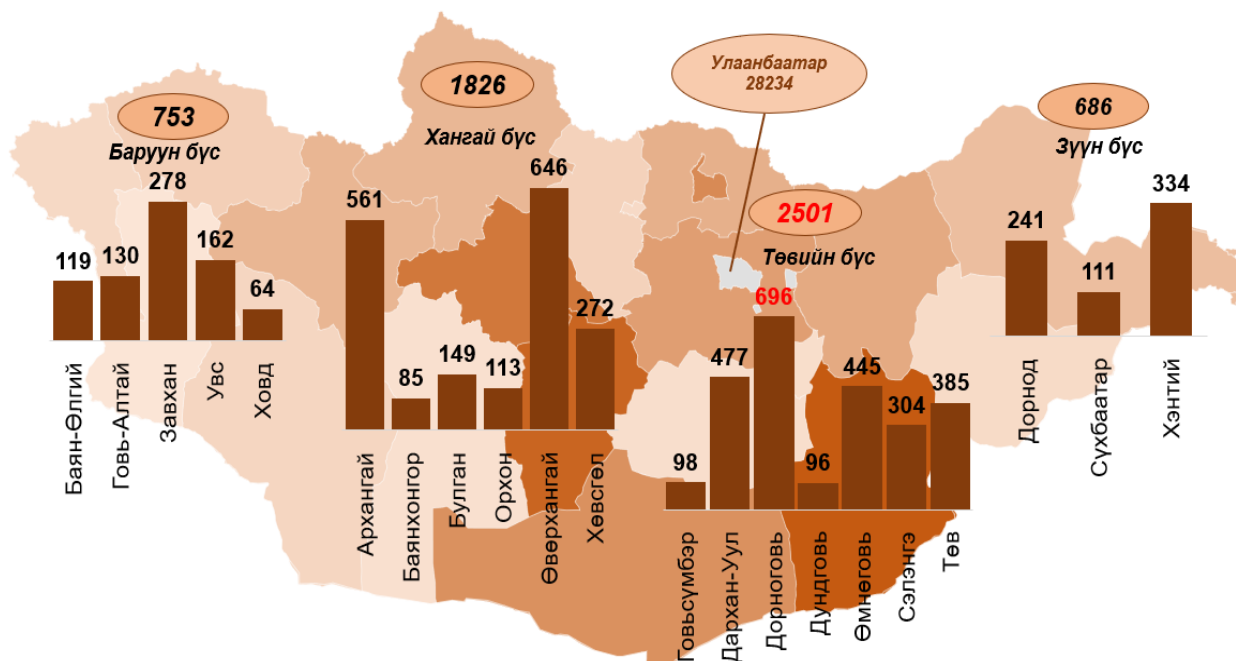 753
Баруун бүс
119
130
278
162
64
Баян-Өлгий
Говь-Алтай
Завхан
Увс
Ховд
1826
Хангай бүс
561
85
149
113
646
272
Архангай
Баянхонгор
Булган
Орхон
Өвөрхангай
Хөвсгөл
Улаанбаатар
28234
2501
Төвийн бүс
98
477
696
96
445
304
385
Говьсүмбэр
Дархан-Уул
Дорноговь
Дундговь
Өмнөговь
Сэлэнгэ
Төв
686
Зүүн бүс
241
111
334
Дорнод
Сүхбаатар
Хэнтий